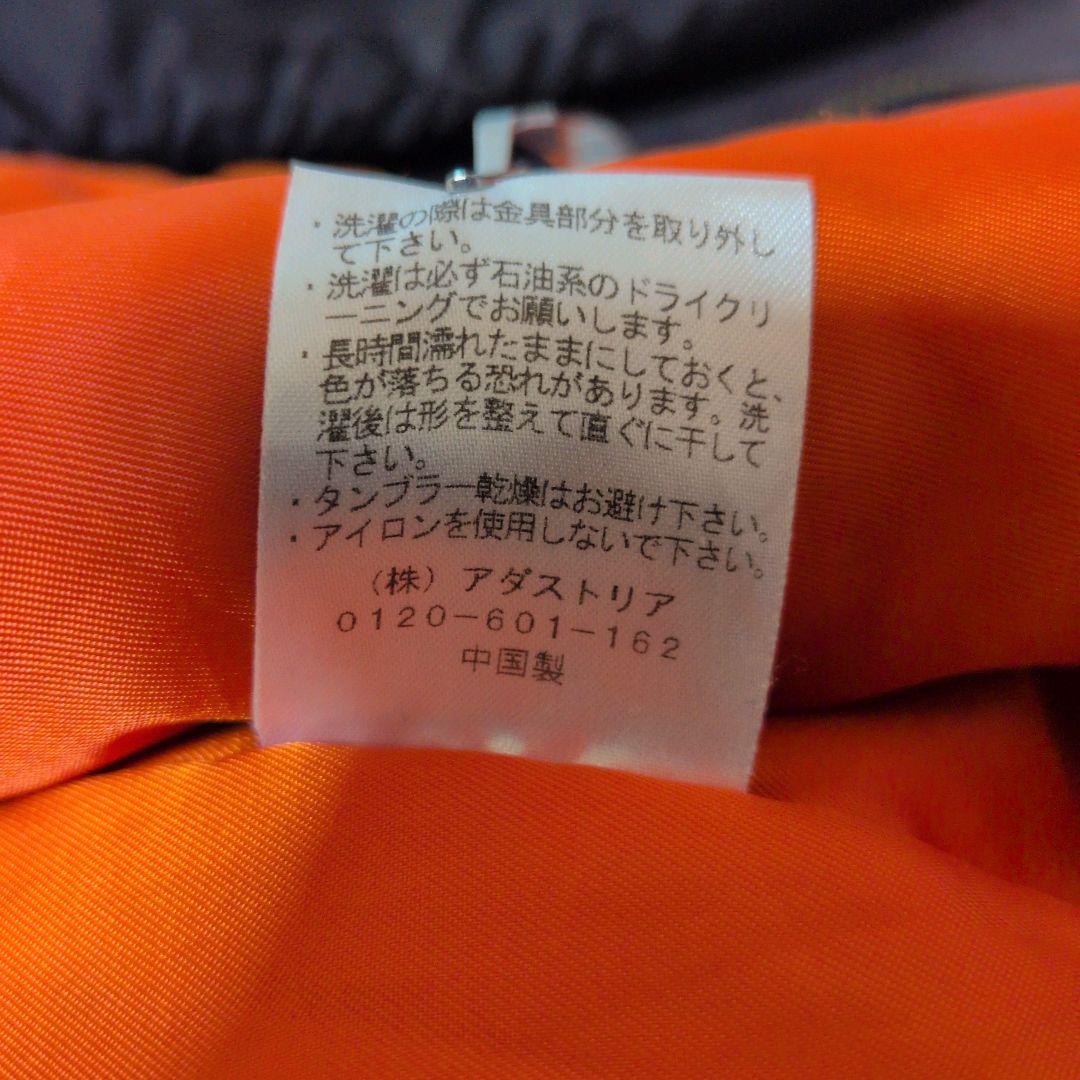 ・洗濯の際は金具部分を取り外し
て下さい。
・洗濯は必ず石油系のドライクリ
ーニングでお願いします。
・長時間濡れたままにしておくと、
色が落ちる恐れがあります。洗
濯後は形を整えて直ぐに干して
下さい。
・タンブラー乾燥はお避け下さい。
・アイロンを使用しないで下さい。
(株)アダストリア
0120-601-162
中国製